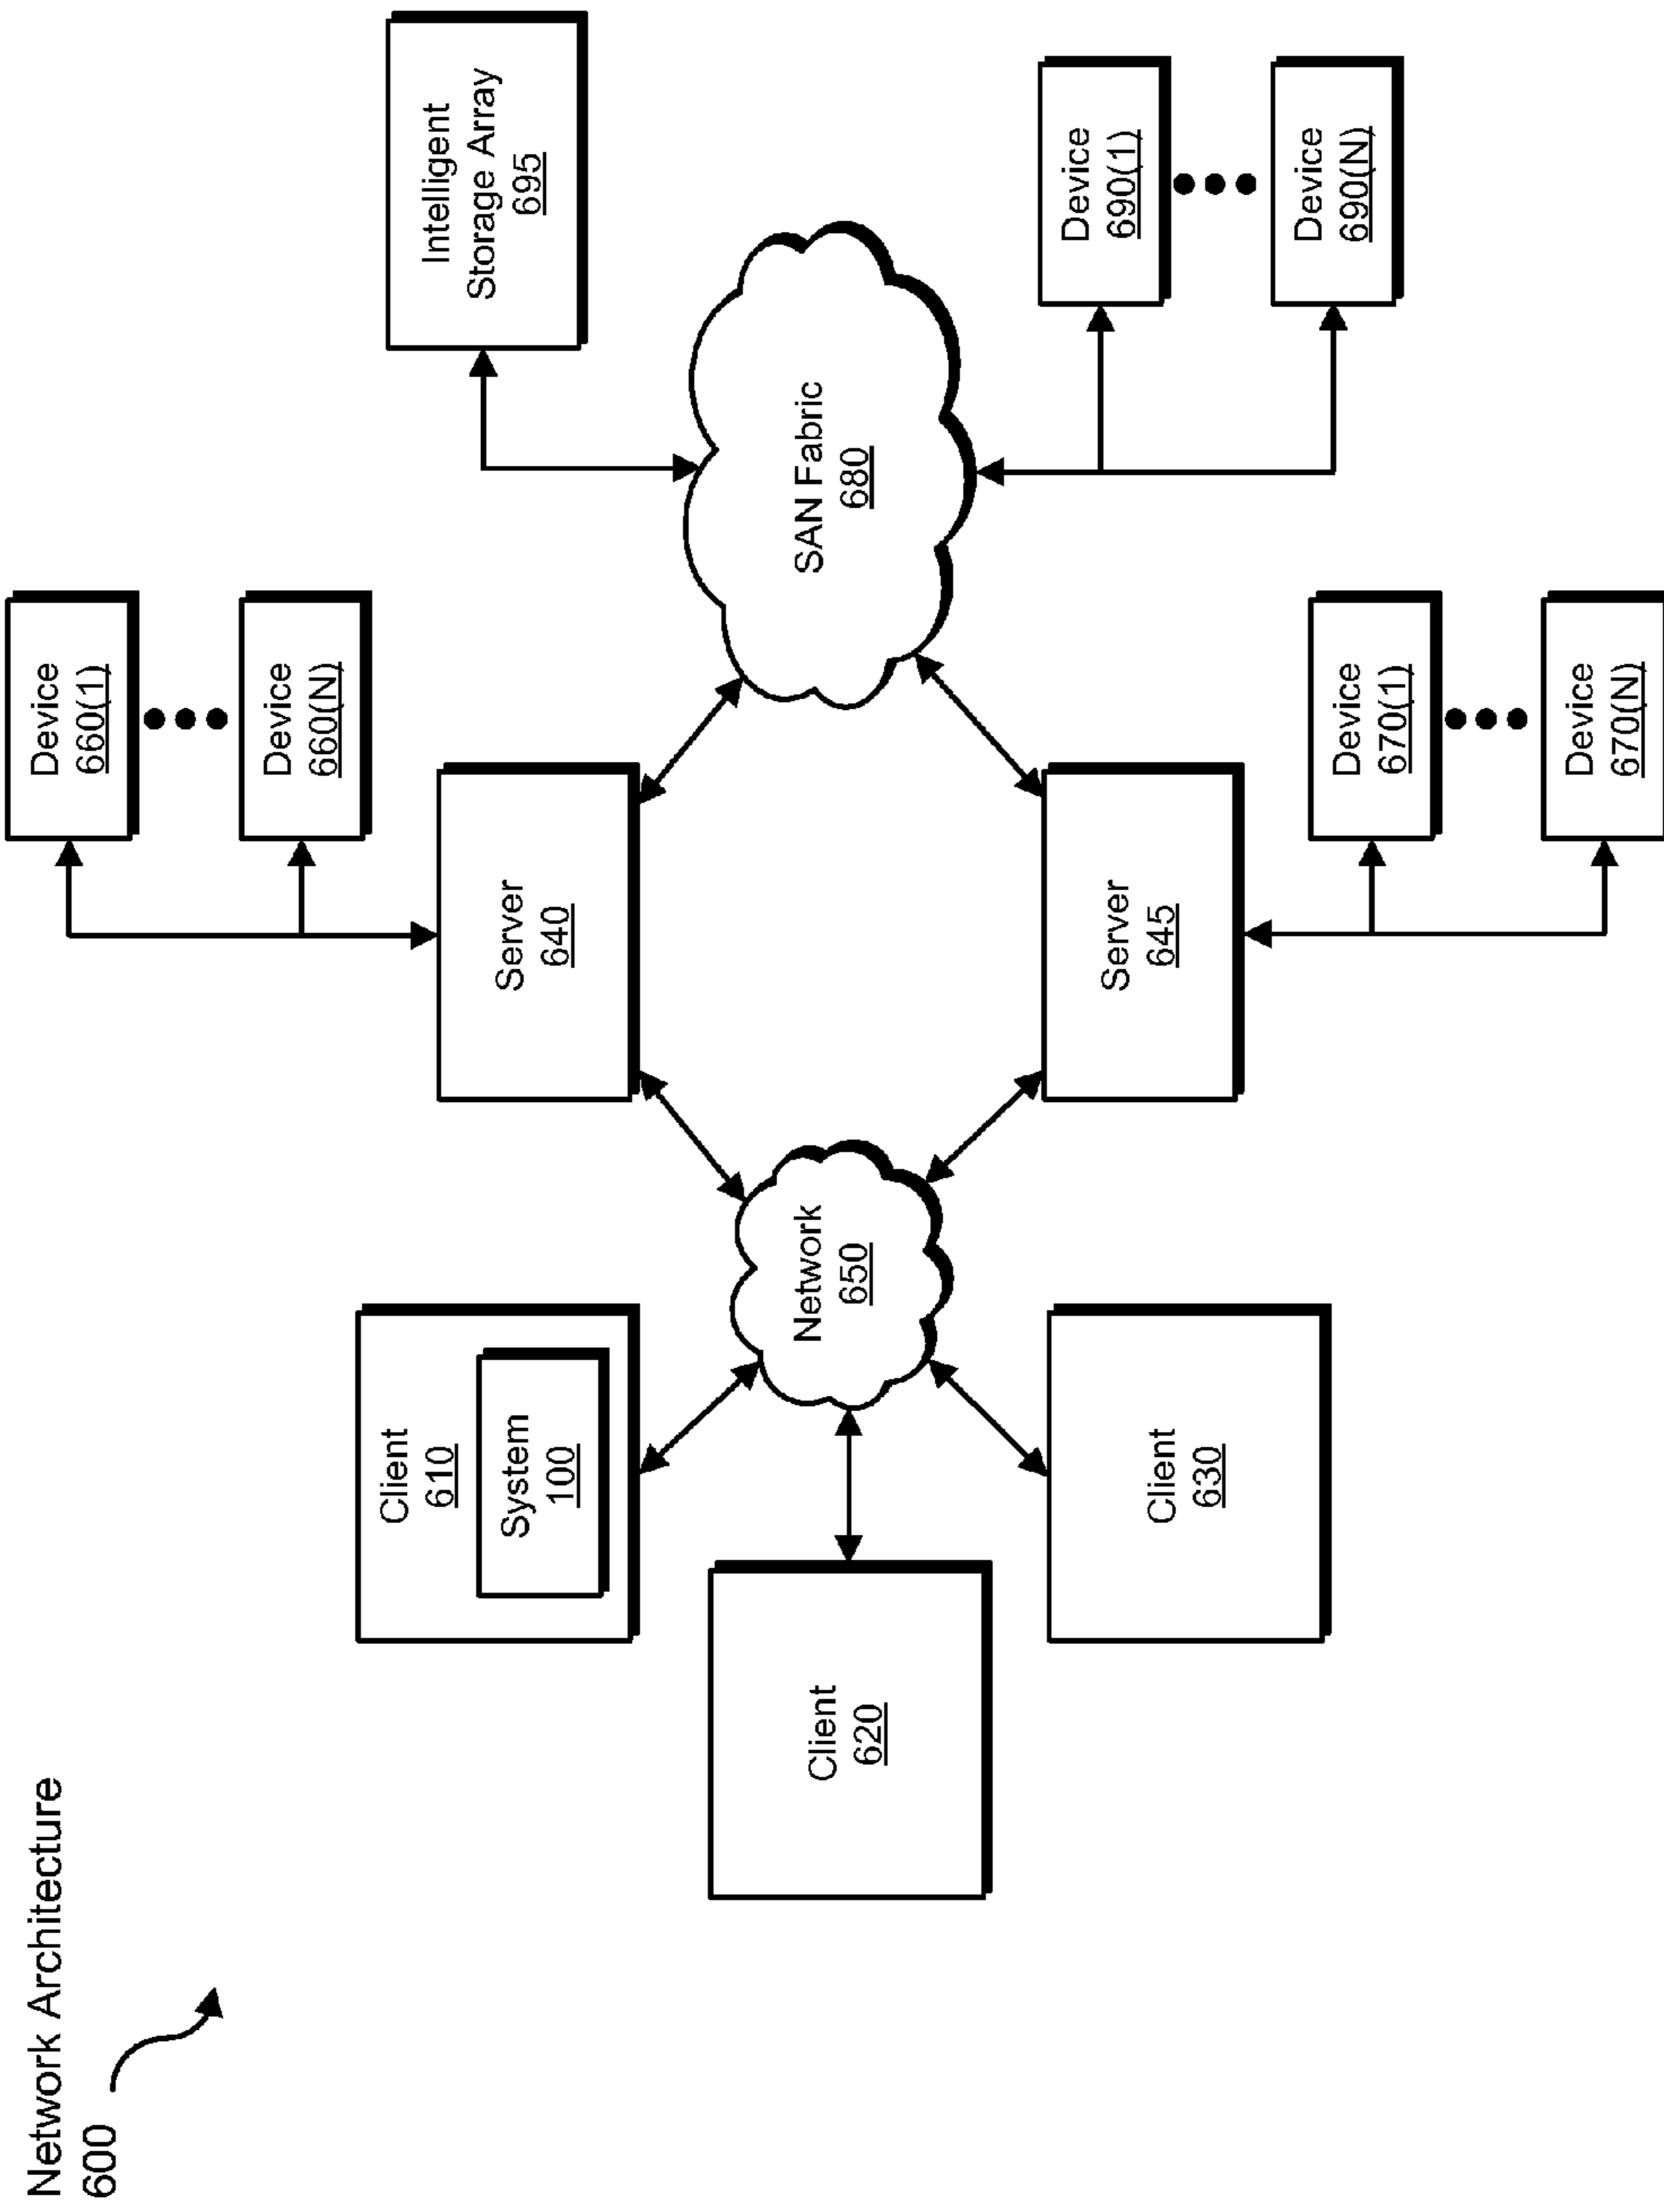 Network Architecture
600
Client
610
System
100
Client
620
Client
630
Network
650
Server
640
Server
645
Device
660(1)
Device
660(N)
Device
670(1)
Device
670(N)
SAN Fabric
680
Intelligent
Storage Array
695
Device
690(1)
Device
690(N)